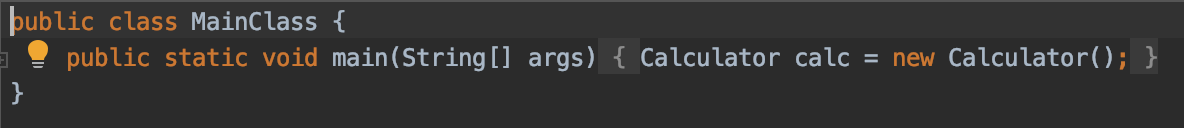 public class MainClass {
public static void main(String[] args) { Calculator calc = new Calculator(); }
}